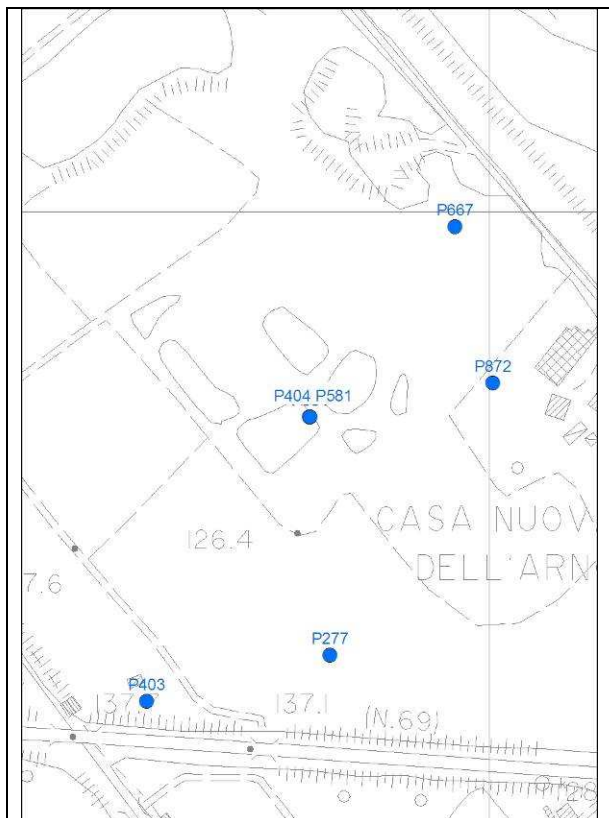 P667
P872
P404 P581
CASA NUOV
126.4
DELL'ARN
7.6
P277
P403
137.1
(N.69)